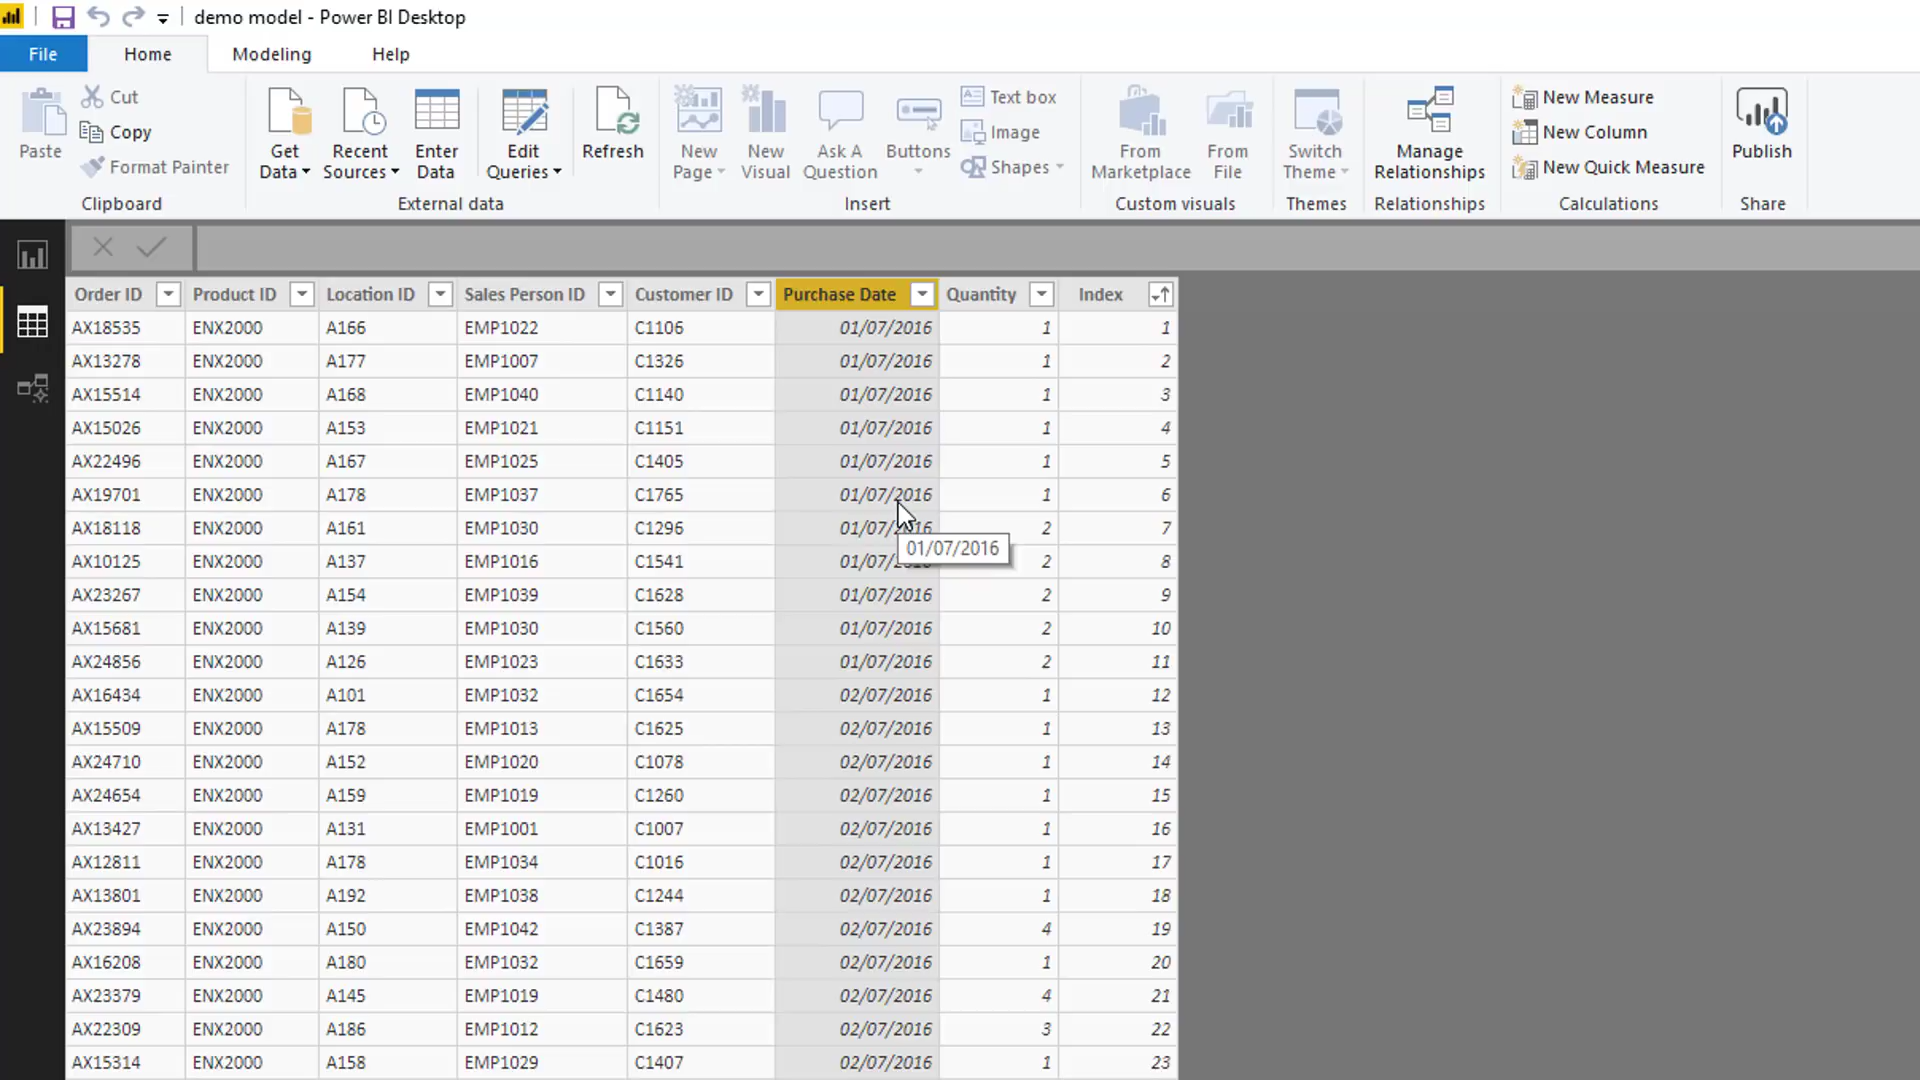 demo model - Power BI Desktop
File Home Modeling Help
Cut
Copy
Format Painter
Paste
Clipboard
Get Data
Recent Sources
Enter Data
Edit Queries
External data
Refresh
New Page
New Visual
Ask A Question
Buttons
Text box
Image
Shapes
Insert
From Marketplace
From File
Custom visuals
Switch Theme
Themes
Manage Relationships
Relationships
New Measure
New Column
New Quick Measure
Calculations
Publish
Share
Order ID Product ID Location ID Sales Person ID Customer ID Purchase Date Quantity Index
AX18535 ENX2000 A166 EMP1022 C1106 01/07/2016 1 1
AX13278 ENX2000 A177 EMP1007 C1326 01/07/2016 1 2
AX15514 ENX2000 A168 EMP1040 C1140 01/07/2016 1 3
AX15026 ENX2000 A153 EMP1021 C1151 01/07/2016 1 4
AX22496 ENX2000 A167 EMP1025 C1405 01/07/2016 1 5
AX19701 ENX2000 A178 EMP1037 C1765 01/07/2016 1 6
AX18118 ENX2000 A161 EMP1030 C1296 01/07/2016 2 7
01/07/2016
AX10125 ENX2000 A137 EMP1016 C1541 01/07/2016 2 8
AX23267 ENX2000 A154 EMP1039 C1628 01/07/2016 2 9
AX15681 ENX2000 A139 EMP1030 C1560 01/07/2016 2 10
AX24856 ENX2000 A126 EMP1023 C1633 01/07/2016 2 11
AX16434 ENX2000 A101 EMP1032 C1654 02/07/2016 1 12
AX15509 ENX2000 A178 EMP1013 C1625 02/07/2016 1 13
AX24710 ENX2000 A152 EMP1020 C1078 02/07/2016 1 14
AX24654 ENX2000 A159 EMP1019 C1260 02/07/2016 1 15
AX13427 ENX2000 A131 EMP1001 C1007 02/07/2016 1 16
AX12811 ENX2000 A178 EMP1034 C1016 02/07/2016 1 17
AX13801 ENX2000 A192 EMP1038 C1244 02/07/2016 1 18
AX23894 ENX2000 A150 EMP1042 C1387 02/07/2016 4 19
AX16208 ENX2000 A180 EMP1032 C1659 02/07/2016 1 20
AX23379 ENX2000 A145 EMP1019 C1480 02/07/2016 4 21
AX22309 ENX2000 A186 EMP1012 C1623 02/07/2016 3 22
AX15314 ENX2000 A158 EMP1029 C1407 02/07/2016 1 23